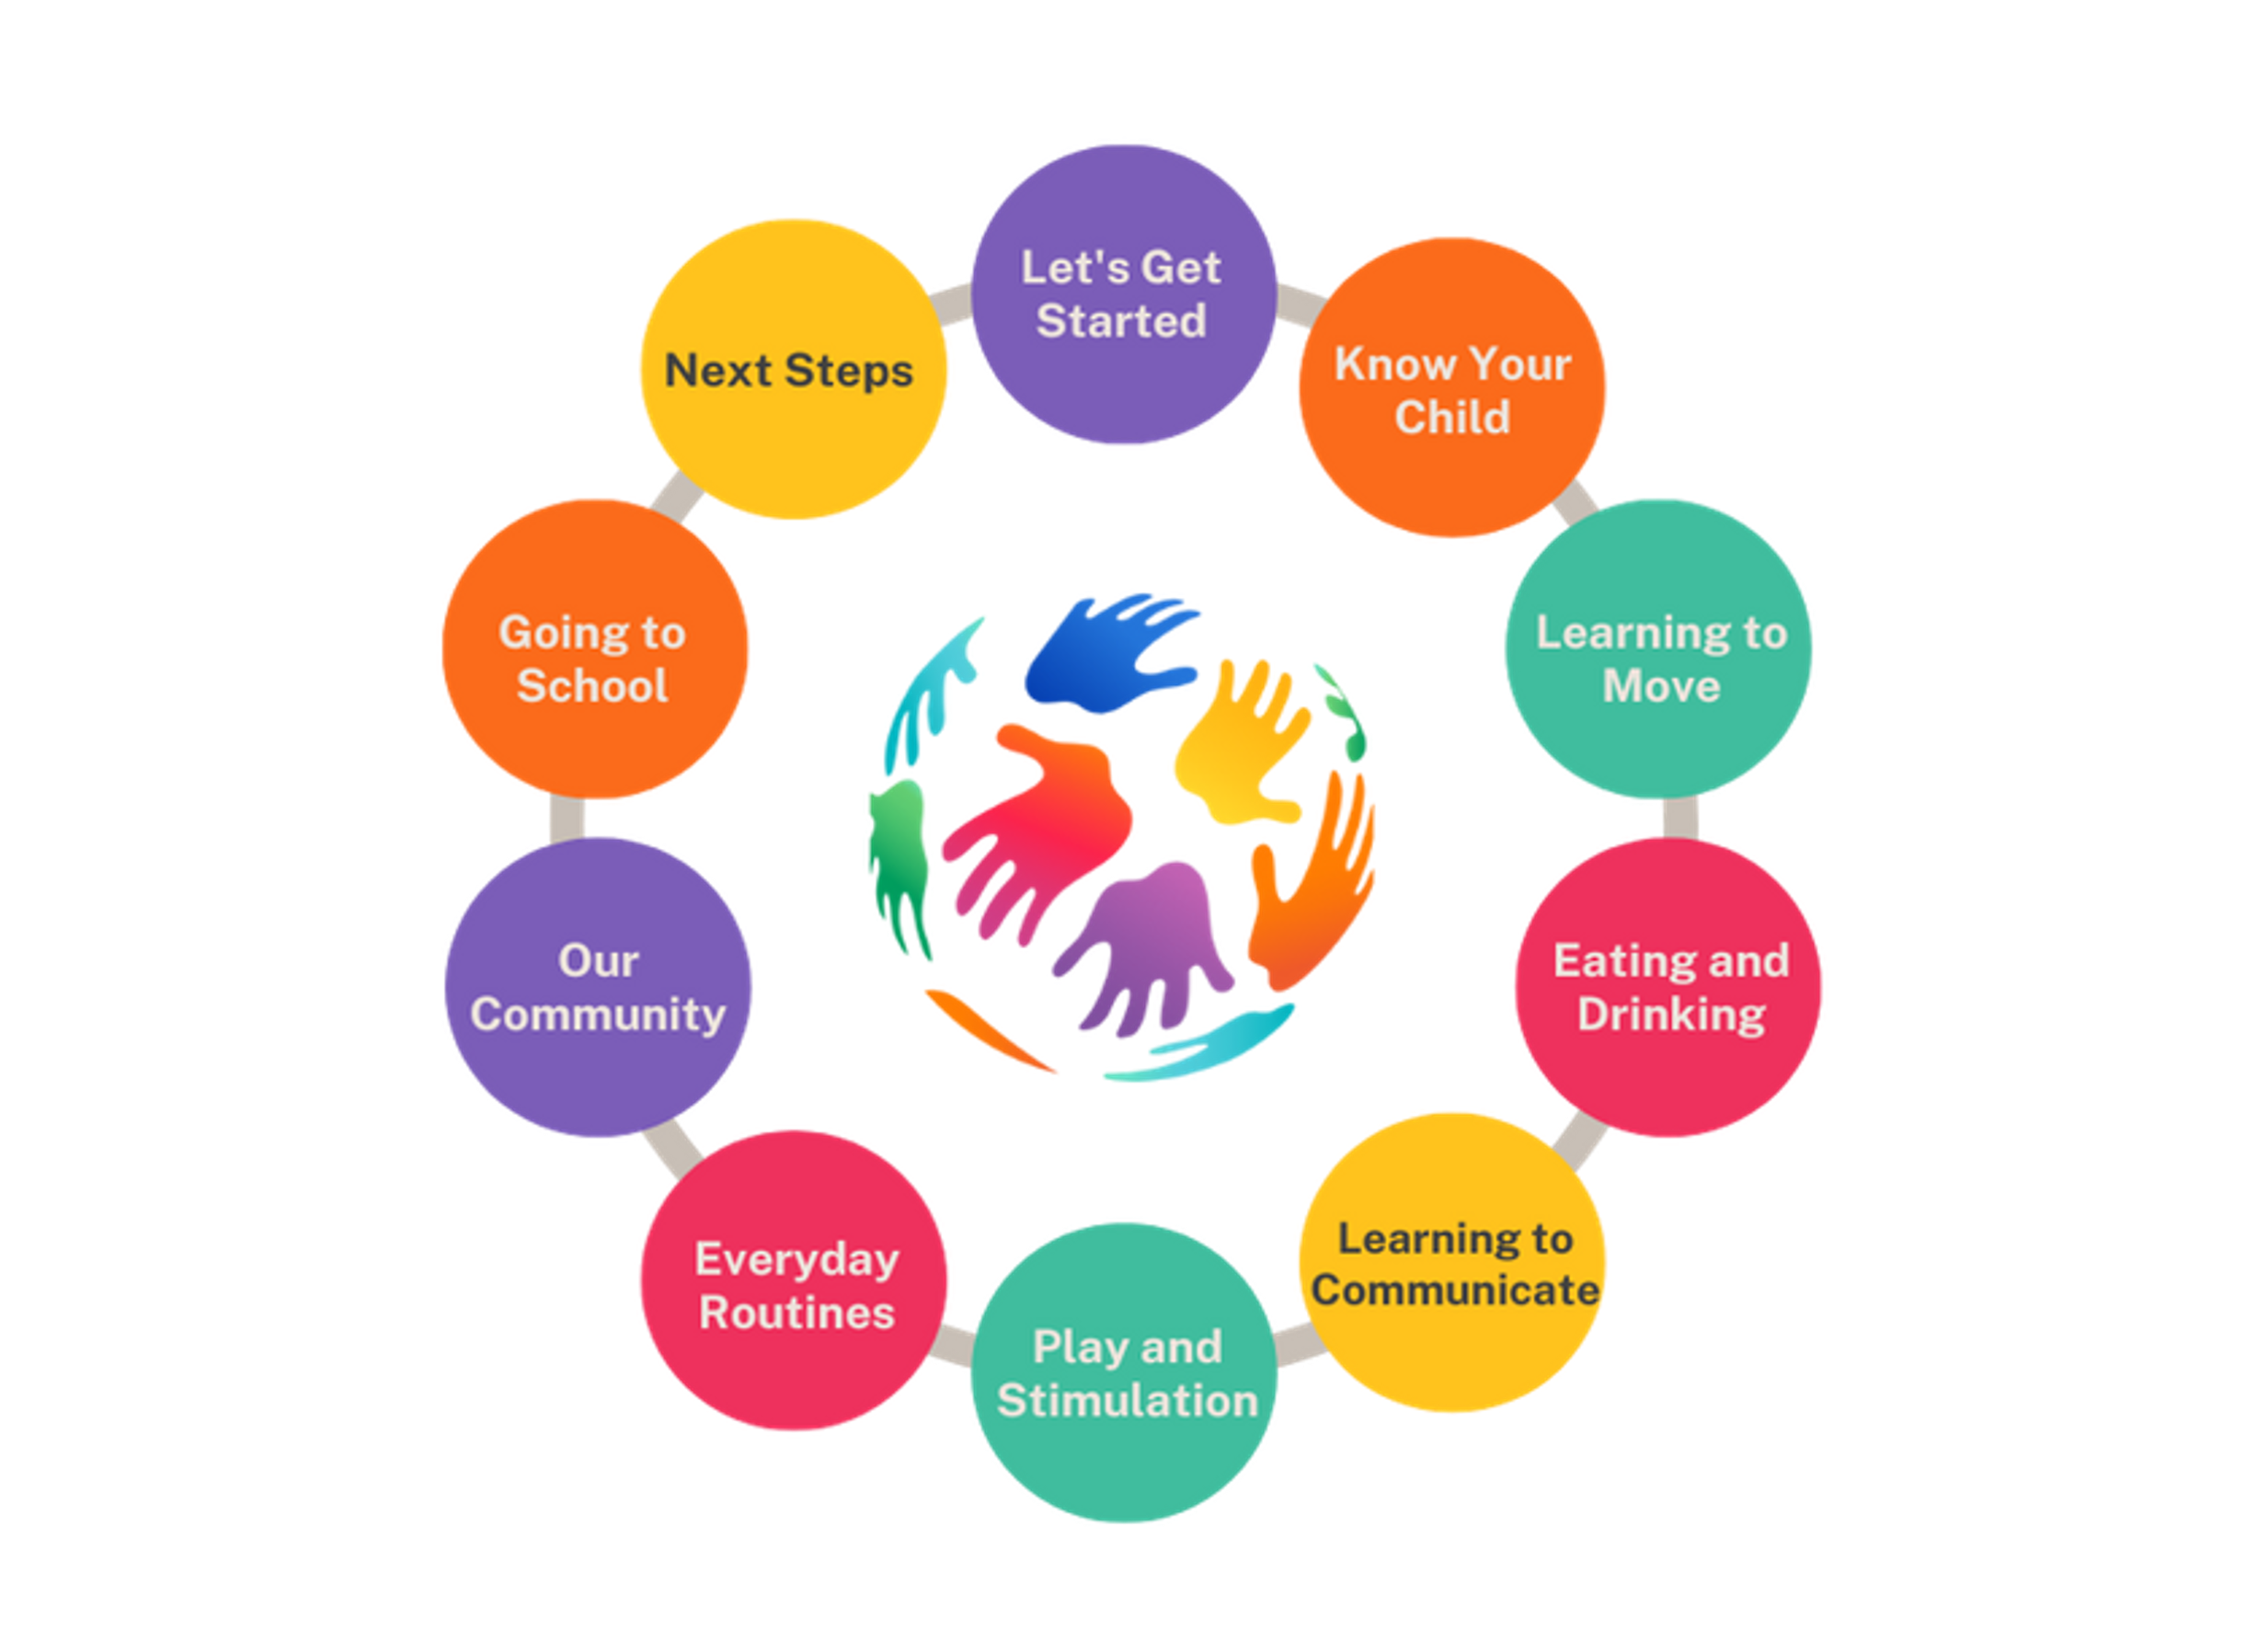 Let's Get
Started
Know Your
Child
Learning to
Move
Eating and
Drinking
Learning to
Communicate
Play and
Stimulation
Everyday
Routines
Our
Community
Going to
School
Next Steps